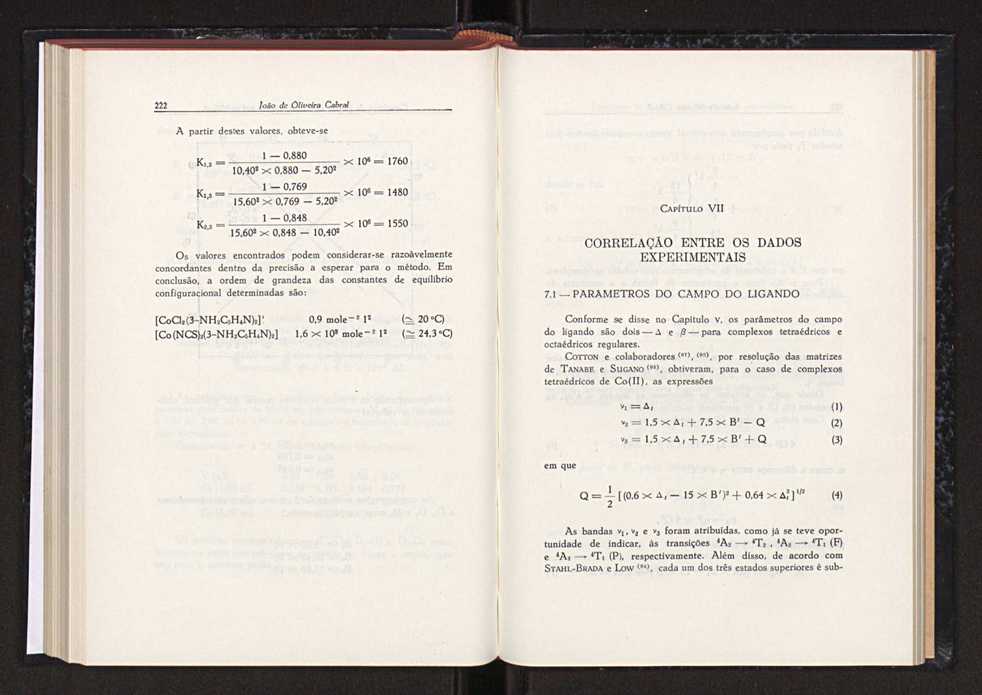 222 João de Oliveira Cabral
A partir destes valores, obteve-se
K₁,₂ = (1 — 0,880) / (10,40² × 0,880 — 5,20²) × 10⁶ = 1760
K₁,₃ = (1 — 0,769) / (15,60² × 0,769 — 5,20²) × 10⁶ = 1480
K₂,₃ = (1 — 0,848) / (15,60² × 0,848 — 10,40²) × 10⁶ = 1550
Os valores encontrados podem considerar-se razoàvelmente
concordantes dentro da precisão a esperar para o método. Em
conclusão, a ordem de grandeza das constantes de equilíbrio
configuracional determinadas são:
[CoCl₂(3-NH₂C₅H₄N)₂] 0,9 mole⁻² l² (≃ 20 °C)
[Co(NCS)₂(3-NH₂C₅H₄N)₂] 1,6 × 10³ mole⁻² l² (≅ 24,3 °C)
CAPÍTULO VII
CORRELAÇÃO ENTRE OS DADOS
EXPERIMENTAIS
7.1 — PARAMETROS DO CAMPO DO LIGANDO
Conforme se disse no Capítulo V, os parâmetros do campo
do ligando são dois — Δ e β — para complexos tetraédricos e
octaédricos regulares.
COTTON e colaboradores ⁽⁸⁷⁾, ⁽⁹³⁾, por resolução das matrizes
de TANABE e SUGANO ⁽⁹²⁾, obtiveram, para o caso de complexos
tetraédricos de Co(II), as expressões
ν₁ = Δₜ (1)
ν₂ = 1,5 × Δₜ + 7,5 × B′ — Q (2)
ν₃ = 1,5 × Δₜ + 7,5 × B′ + Q (3)
em que
Q = 1/2 [(0,6 × Δₜ — 15 × B′)² + 0,64 × Δₜ²]^1/2 (4)
As bandas ν₁, ν₂ e ν₃ foram atribuídas, como já se teve opor-
tunidade de indicar, às transições ⁴A₂ → ⁴T₂ , ⁴A₂ → ⁴T₁ (F)
e ⁴A₂ → ⁴T₁ (P), respectivamente. Além disso, de acordo com
STAHL-BRADA e LOW ⁽⁹⁴⁾, cada um dos três estados superiores é sub-